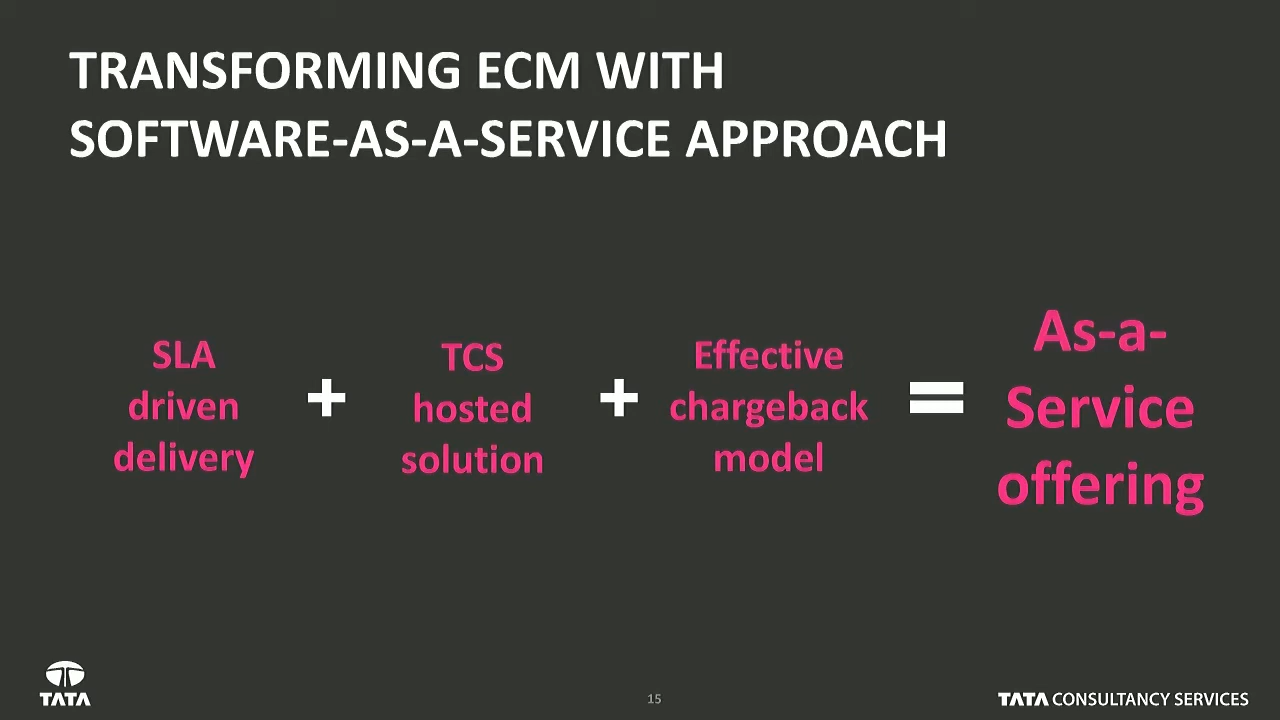 TRANSFORMING ECM WITH
SOFTWARE-AS-A-SERVICE APPROACH
SLA
driven
delivery
+
TCS
hosted
solution
+
Effective
chargeback
model
=
As-a-
Service
offering
TATA
15
TATA CONSULTANCY SERVICES